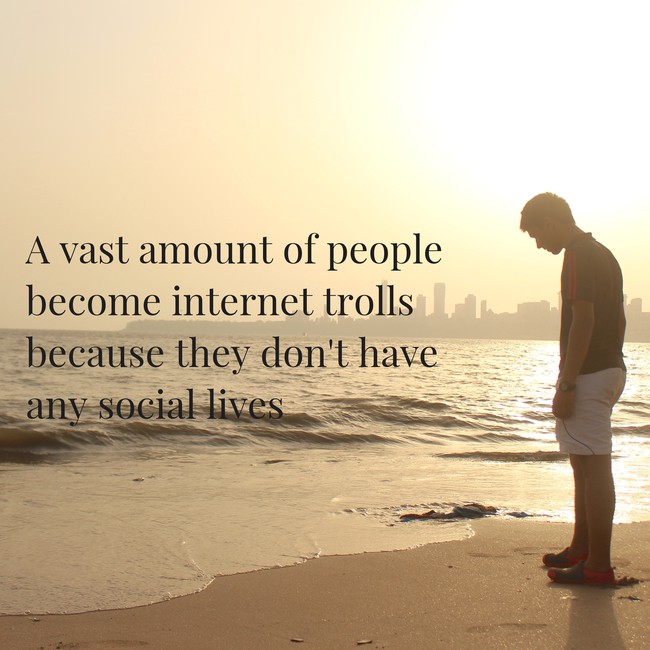 A vast amount of people
become internet trolls
because they don't have
any social lives